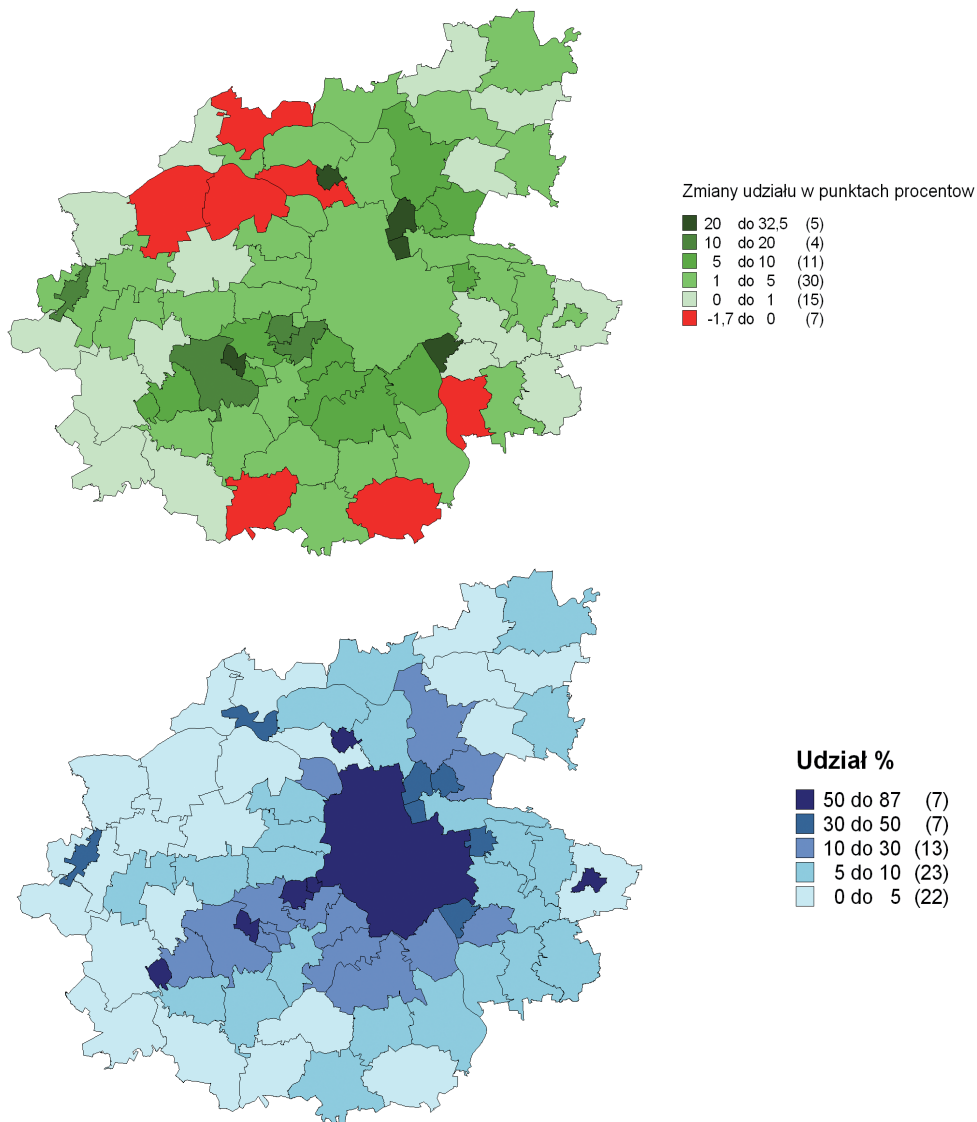 Zmiany udziału w punktach procentow
20 do 32,5 (5)
10 do 20 (4)
5 do 10 (11)
1 do 5 (30)
0 do 1 (15)
-1,7 do 0 (7)
Udział %
50 do 87 (7)
30 do 50 (7)
10 do 30 (13)
5 do 10 (23)
0 do 5 (22)